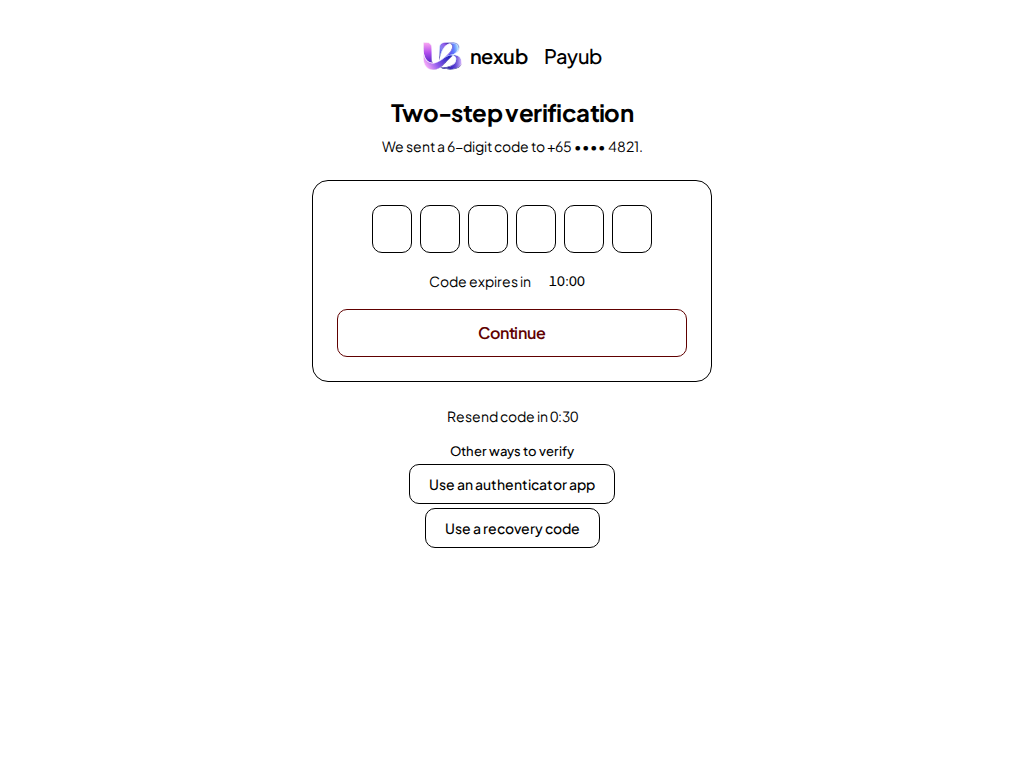 nexub Payub
Two-step verification
We sent a 6-digit code to +65 •••• 4821.
Code expires in 10:00
Continue
Resend code in 0:30
Other ways to verify
Use an authenticator app
Use a recovery code